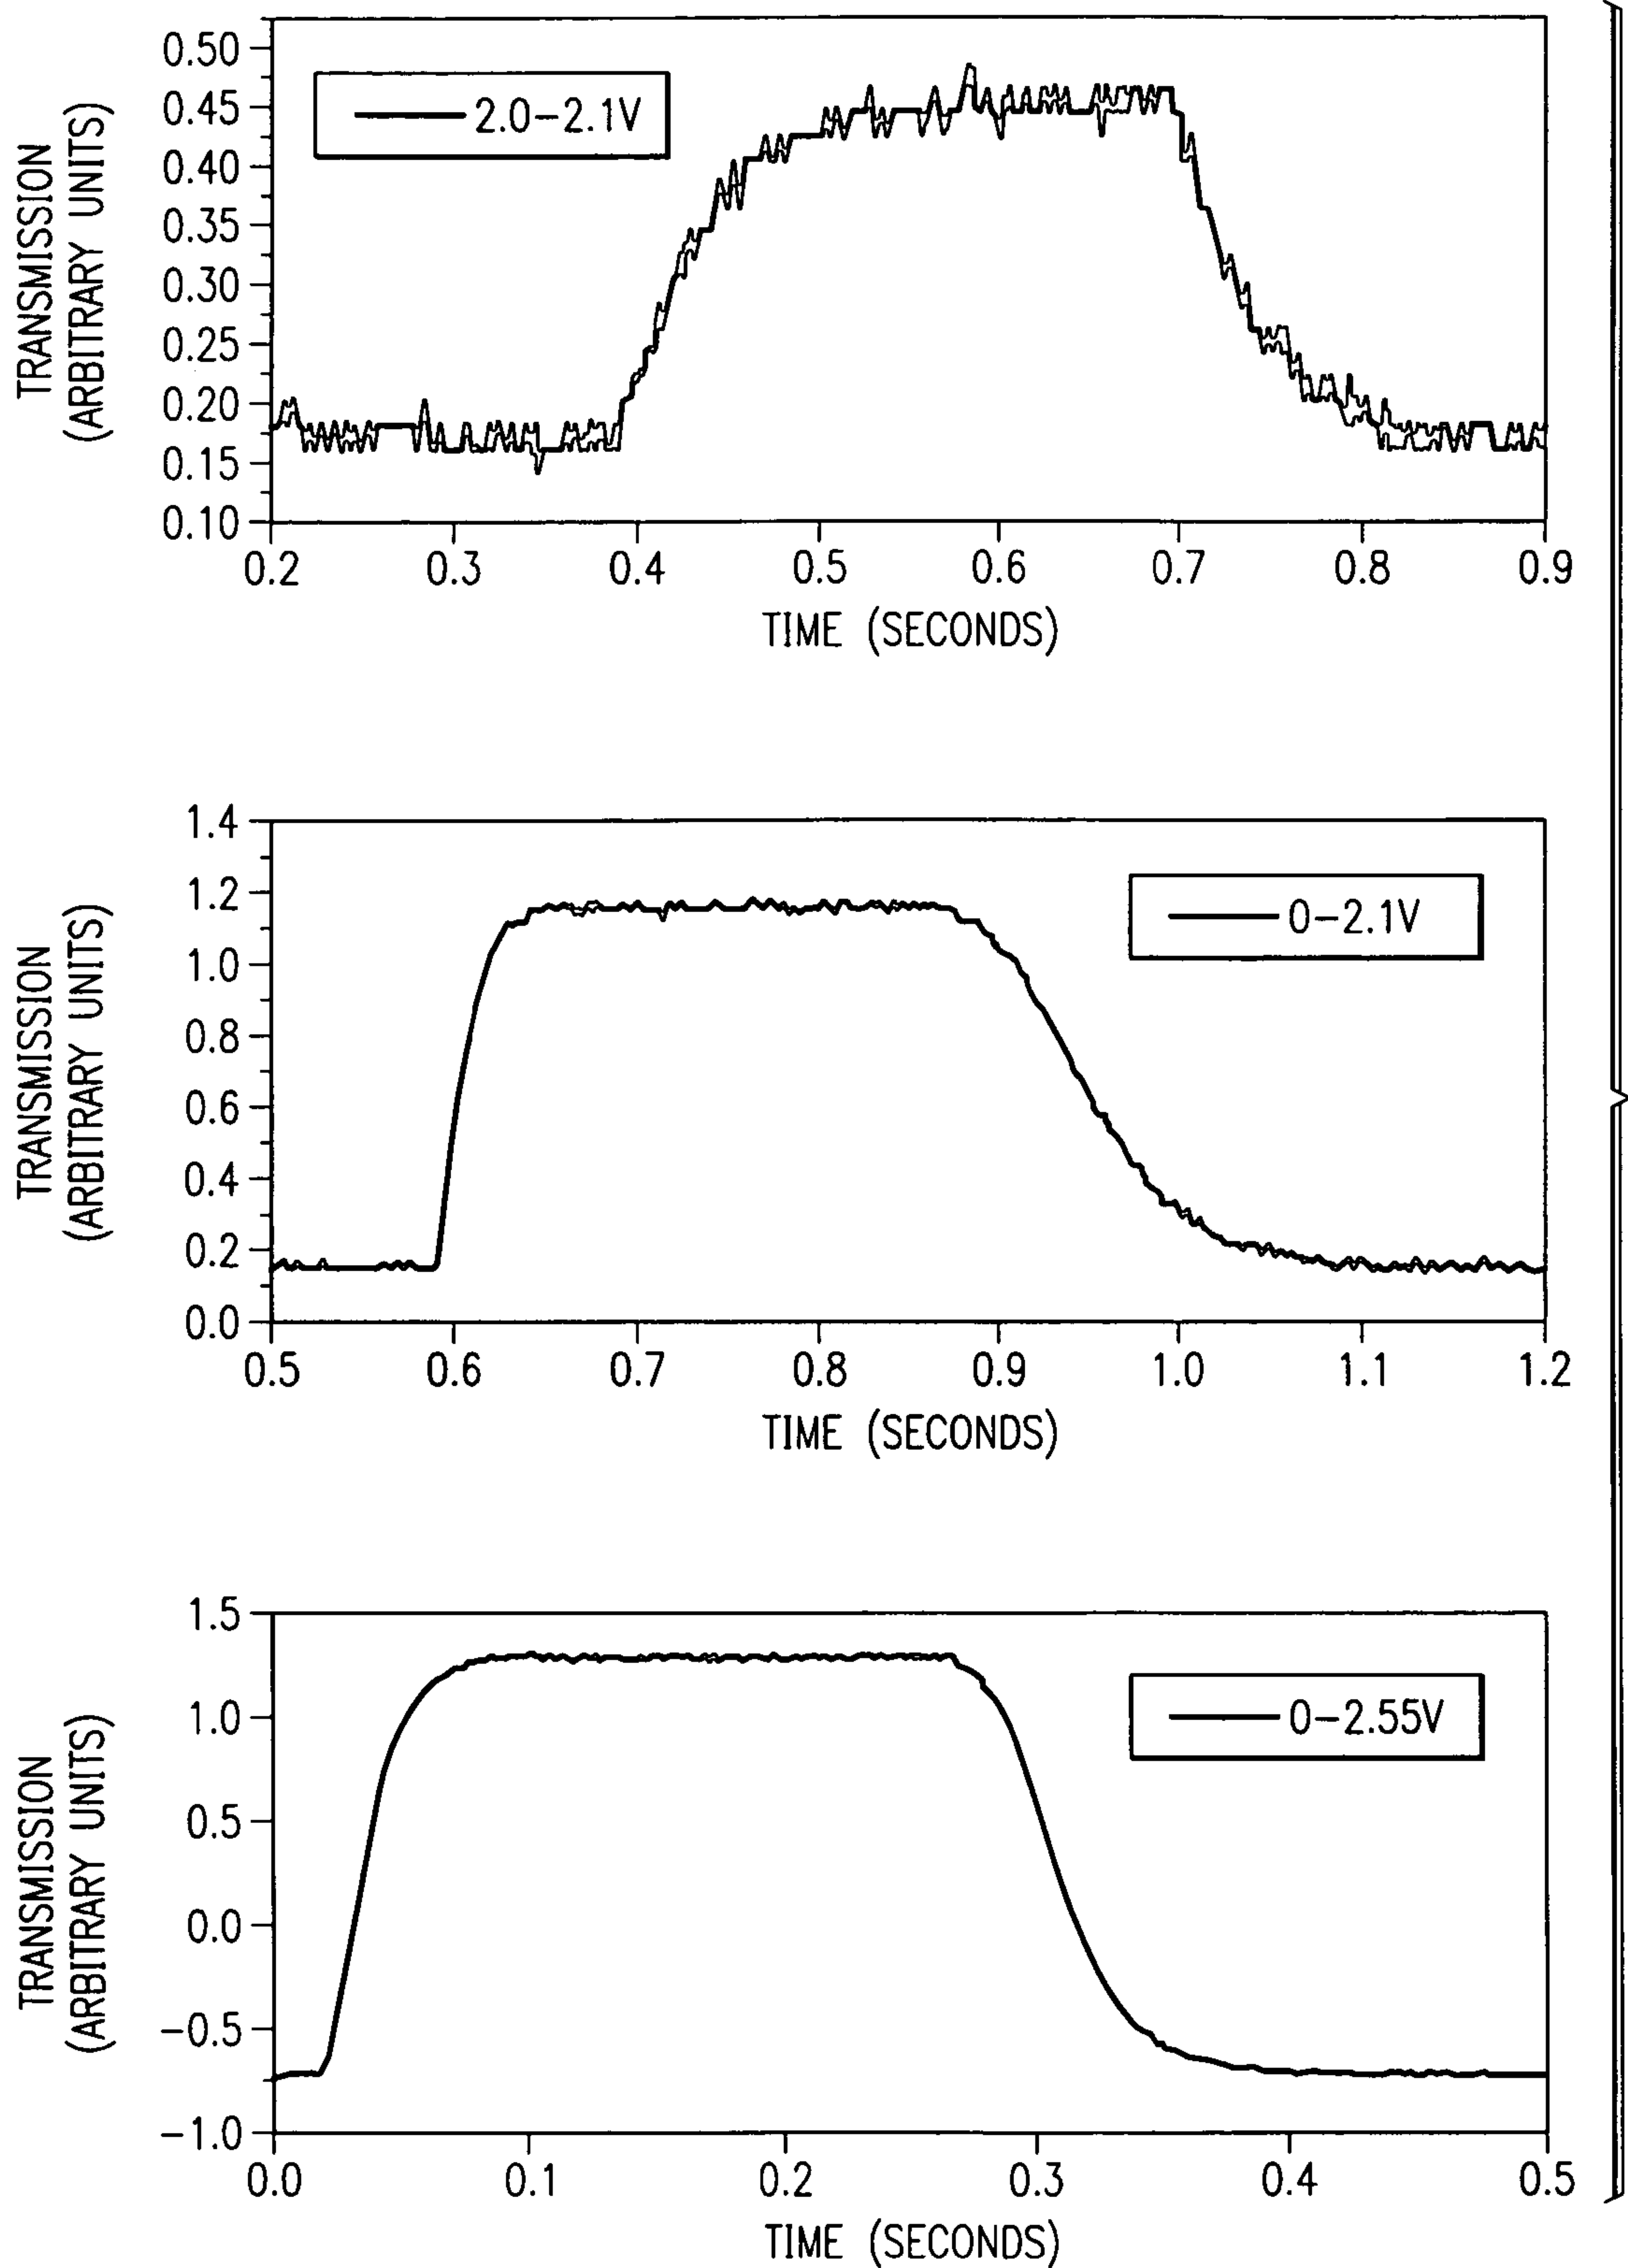 TRANSMISSION
(ARBITRARY UNITS)
0.50
0.45
0.40
0.35
0.30
0.25
0.20
0.15
0.10
2.0-2.1V
0.2 0.3 0.4 0.5 0.6 0.7 0.8 0.9
TIME (SECONDS)
TRANSMISSION
(ARBITRARY UNITS)
1.4
1.2
1.0
0.8
0.6
0.4
0.2
0.0
0-2.1V
0.5 0.6 0.7 0.8 0.9 1.0 1.1 1.2
TIME (SECONDS)
TRANSMISSION
(ARBITRARY UNITS)
1.5
1.0
0.5
0.0
-0.5
-1.0
0-2.55V
0.0 0.1 0.2 0.3 0.4 0.5
TIME (SECONDS)